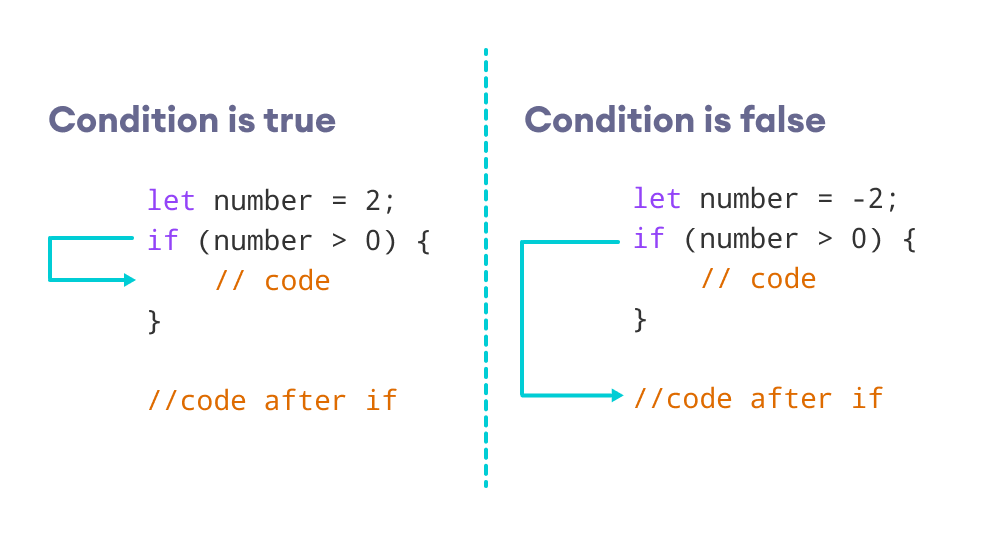 Condition is true
let number = 2;
if (number > 0) {
    // code
}
//code after if
Condition is false
let number = -2;
if (number > 0) {
    // code
}
//code after if